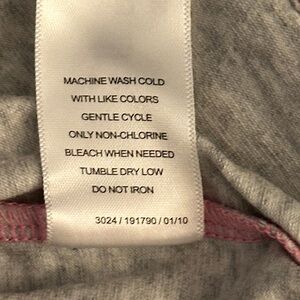 MACHINE WASH COLD
WITH LIKE COLORS
GENTLE CYCLE
ONLY NON-CHLORINE
BLEACH WHEN NEEDED
TUMBLE DRY LOW
DO NOT IRON
3024 / 191790 / 01/10